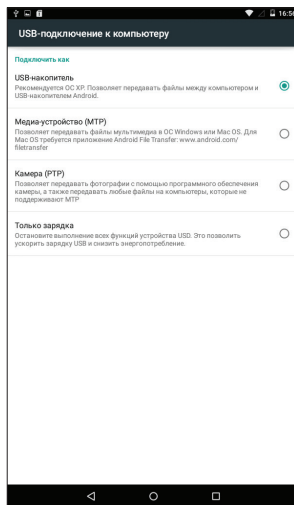 16:56
USB-подключение к компьютеру
Подключить как
USB-накопитель
Рекомендуется ОС XP. Позволяет передавать файлы между компьютером и
USB-накопителем Android.
Медиа-устройство (MTP)
Позволяет передавать файлы мультимедиа в ОС Windows или Mac OS. Для
Mac OS требуется приложение Android File Transfer: www.android.com/
filetransfer
Камера (PTP)
Позволяет передавать фотографии с помощью программного обеспечения
камеры, а также передавать любые файлы на компьютеры, которые не
поддерживают MTP
Только зарядка
Остановите выполнение всех функций устройства USD. Это позволить
ускорить зарядку USB и снизить энергопотребление.